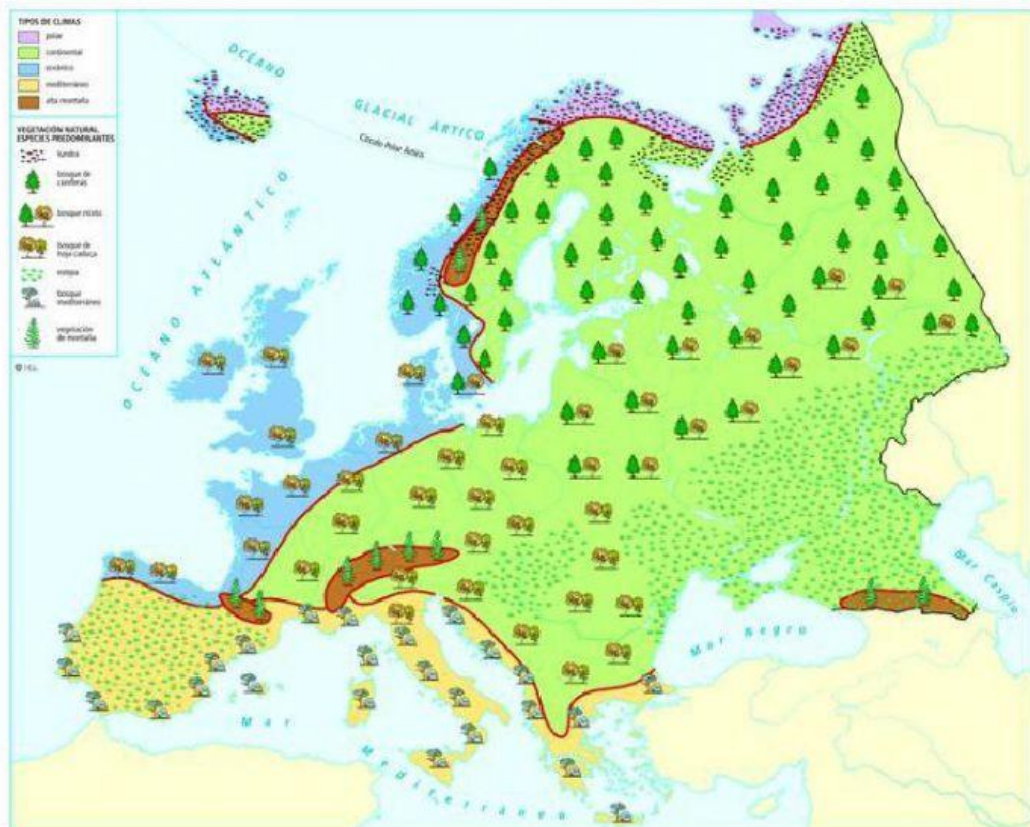 TIPOS DE CLIMAS
polar
continental
oceánico
mediterráneo
alta montaña
VEGETACIÓN NATURAL
ESPECIES PREDOMINANTES
tundra
bosque de
coníferas
bosque mixto
bosque de
hoja caduca
estepa
bosque
mediterráneo
vegetación
de montaña
OCÉANO
GLACIAL ÁRTICO
Círculo Polar Ártico
OCÉANO ATLÁNTICO
Mar Caspio
Mar Negro
Mar
Mediterráneo